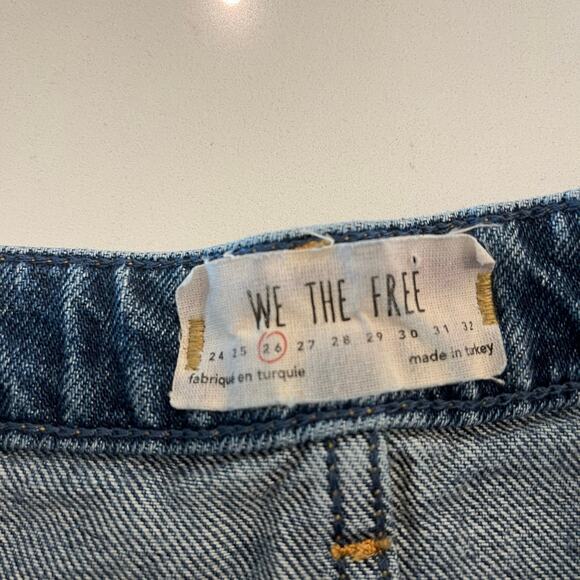 WE THE FREE
24 25 26 27 28 29 30 31 32
fabriqué en turquie made in turkey